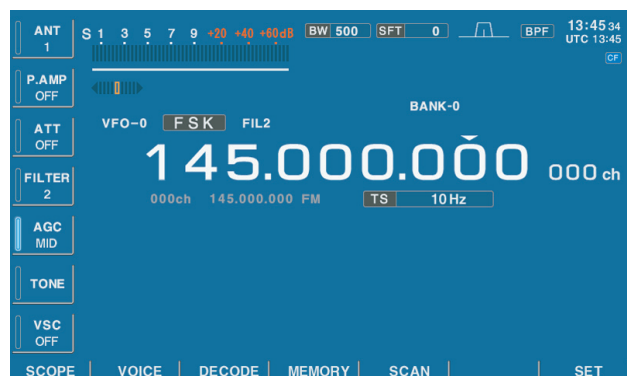 ANT
1
S 1 3 5 7 9 +20 +40 +60dB
BW 500
SFT 0
BPF
13:45 34
UTC 13:45
CF
P.AMP
OFF
BANK-0
VFO-0 FSK FIL2
ATT
OFF
145.000.000 000 ch
FILTER
2
000ch 145.000.000 FM
TS 10Hz
AGC
MID
TONE
VSC
OFF
SCOPE VOICE DECODE MEMORY SCAN SET